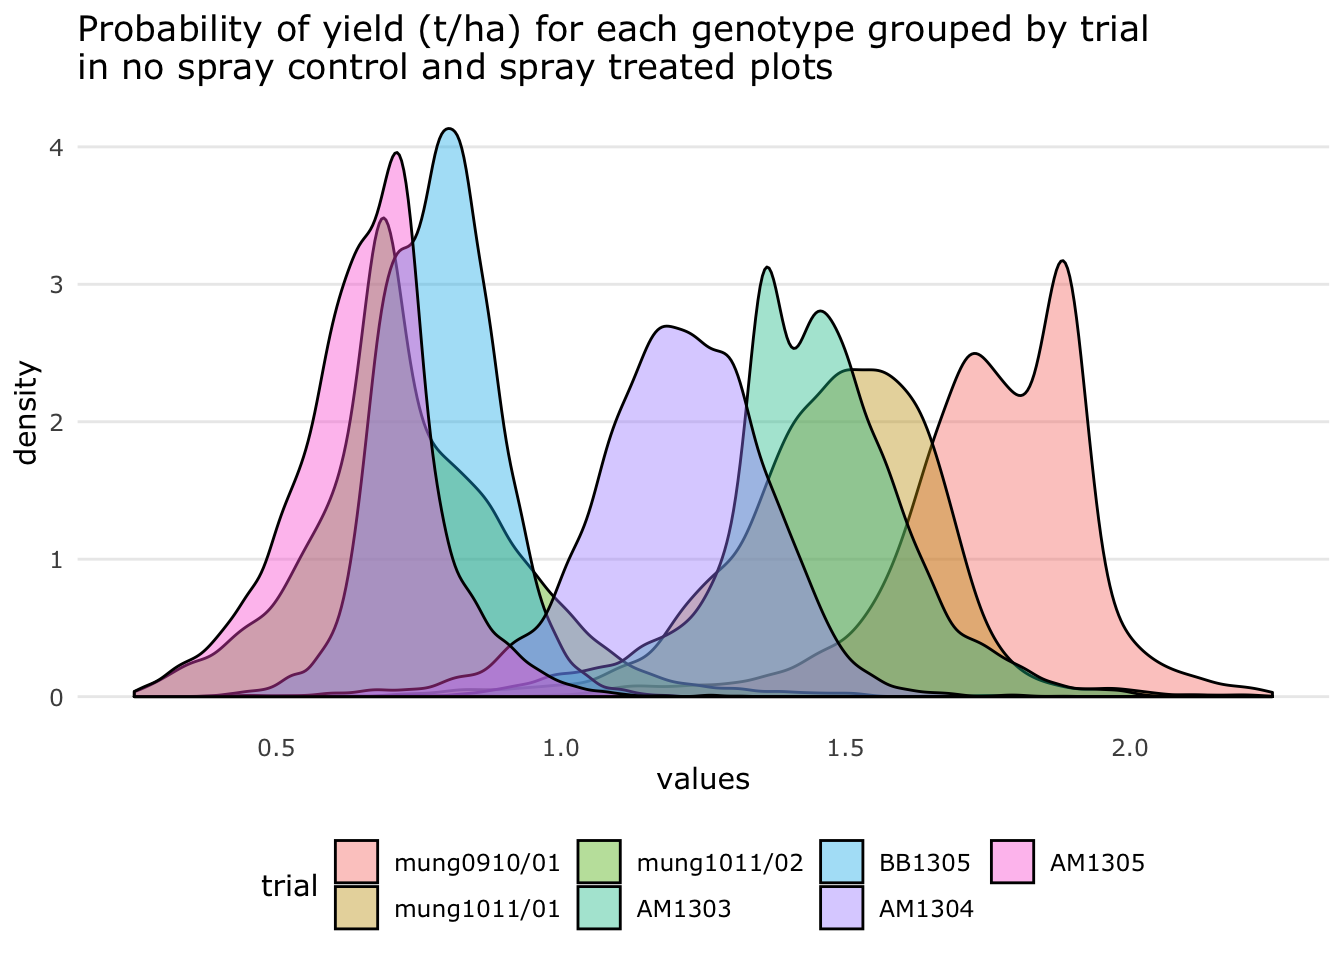 Probability of yield (t/ha) for each genotype grouped by trial
in no spray control and spray treated plots
4
3
2
1
0
density
0.5 1.0 1.5 2.0
values
trial
mung0910/01 mung1011/02 BB1305 AM1305
mung1011/01 AM1303 AM1304